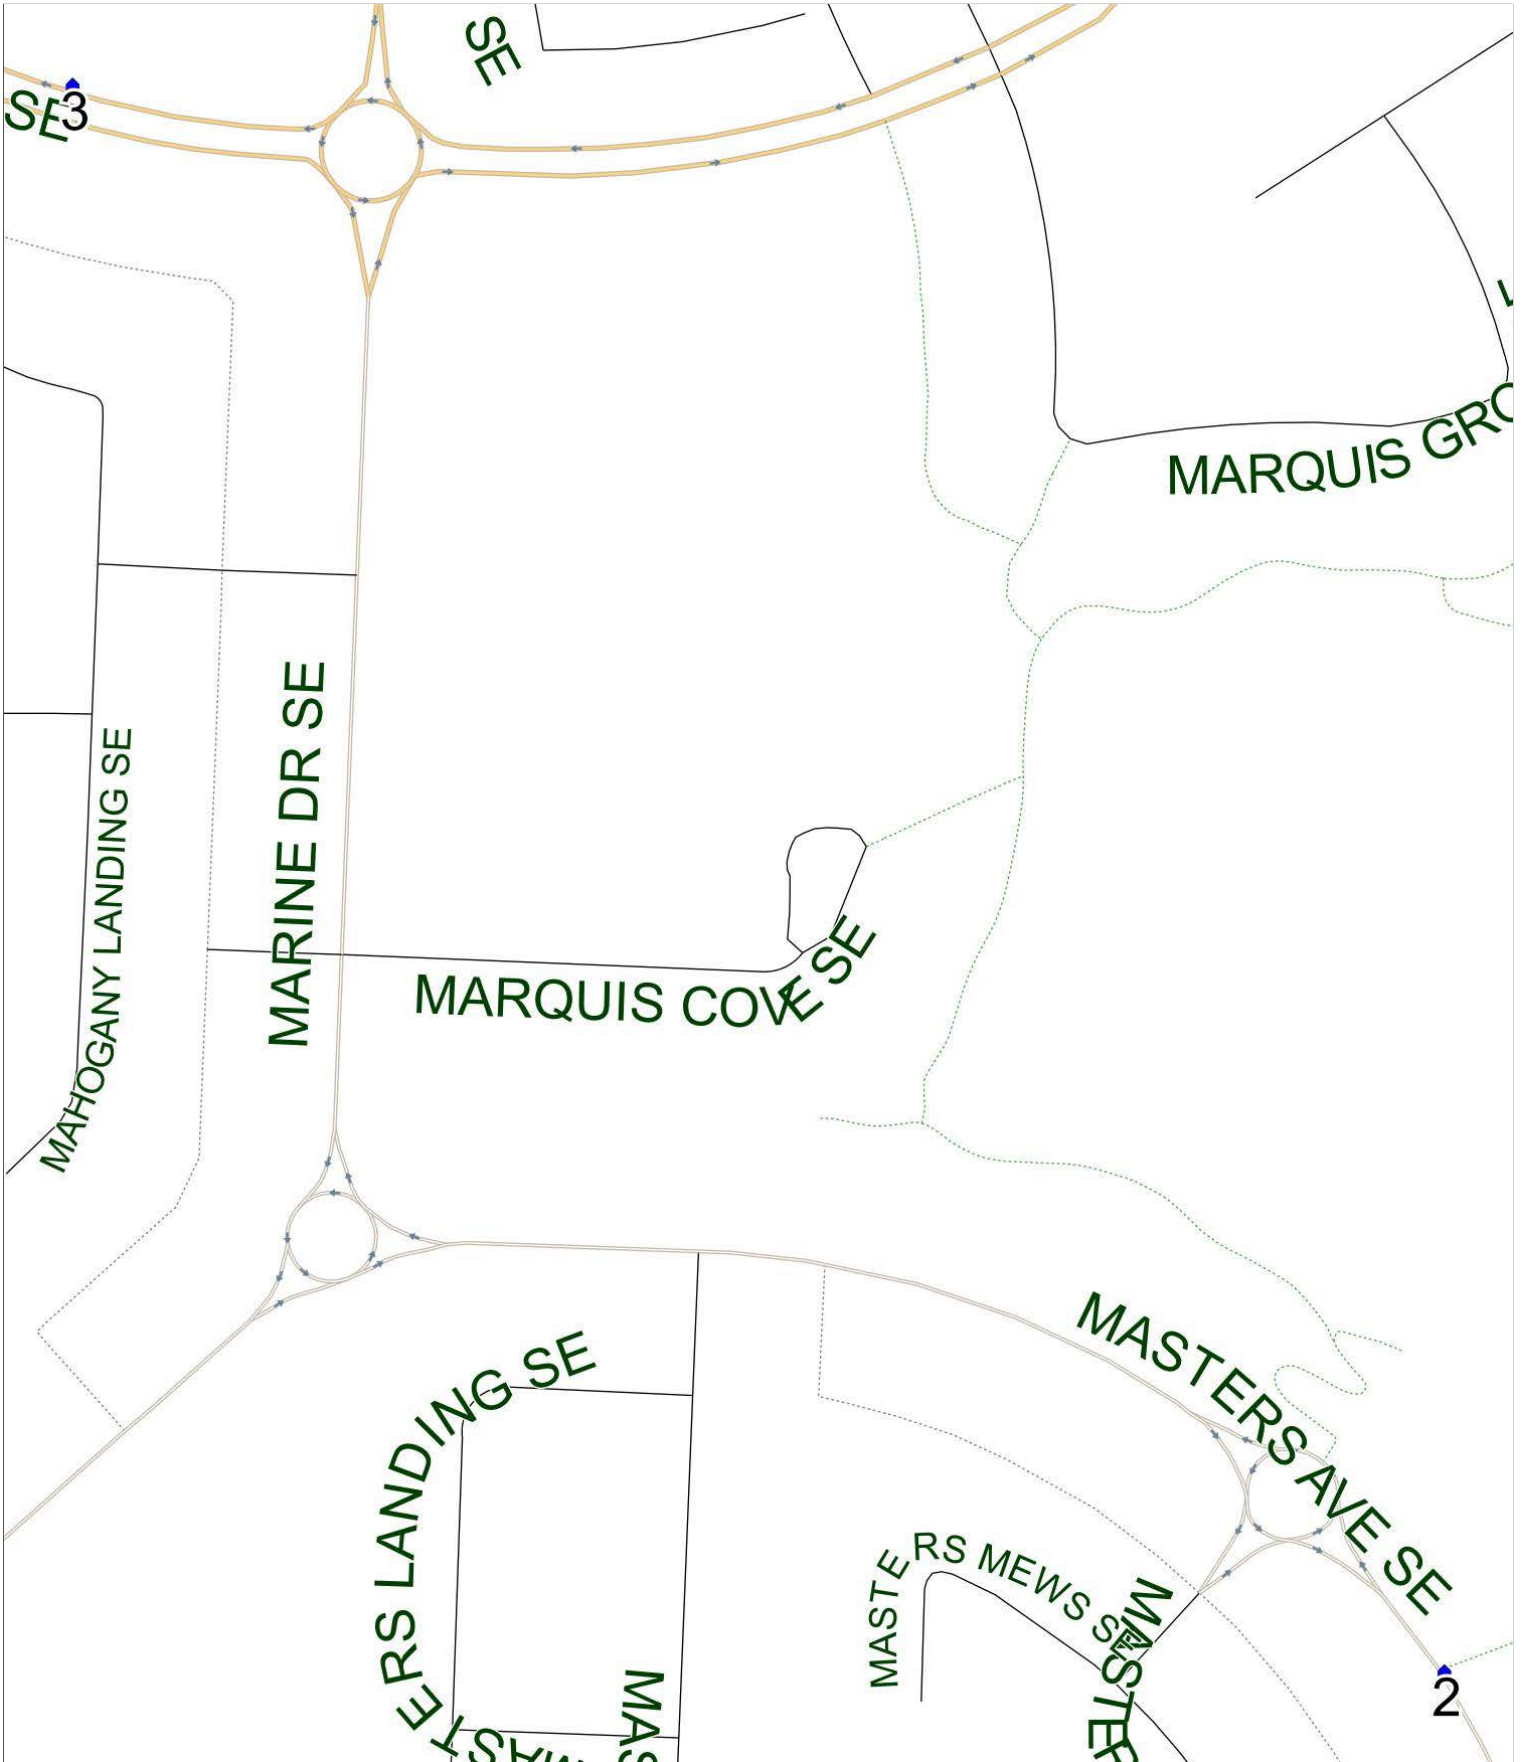 SE
SE
3
MARQUIS
MARINE DR SE
MAHOGANY LANDING SE
MARQUIS COVE SE
MASTERS AVE SE
MASTERS LANDING SE
MASTERS MEWS SE
2